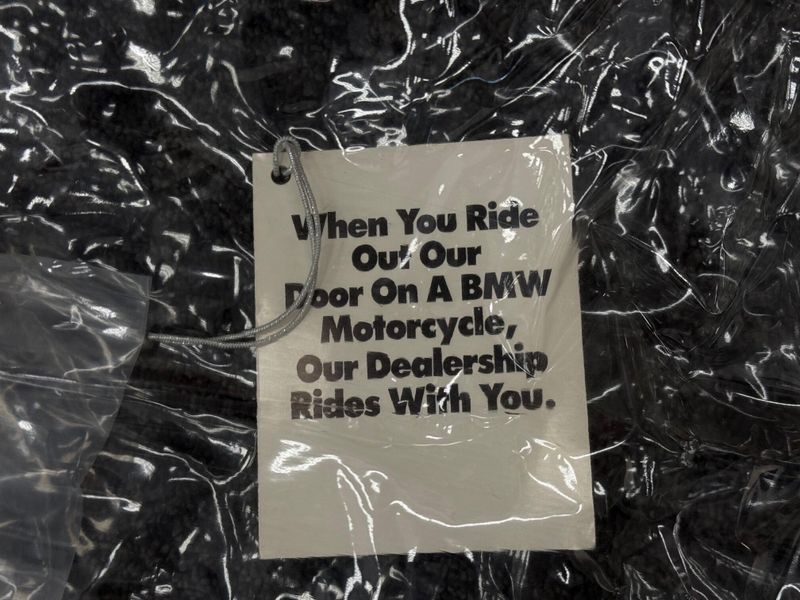 When You Ride
Out Our
Door On A BMW
Motorcycle,
Our Dealership
Rides With You.